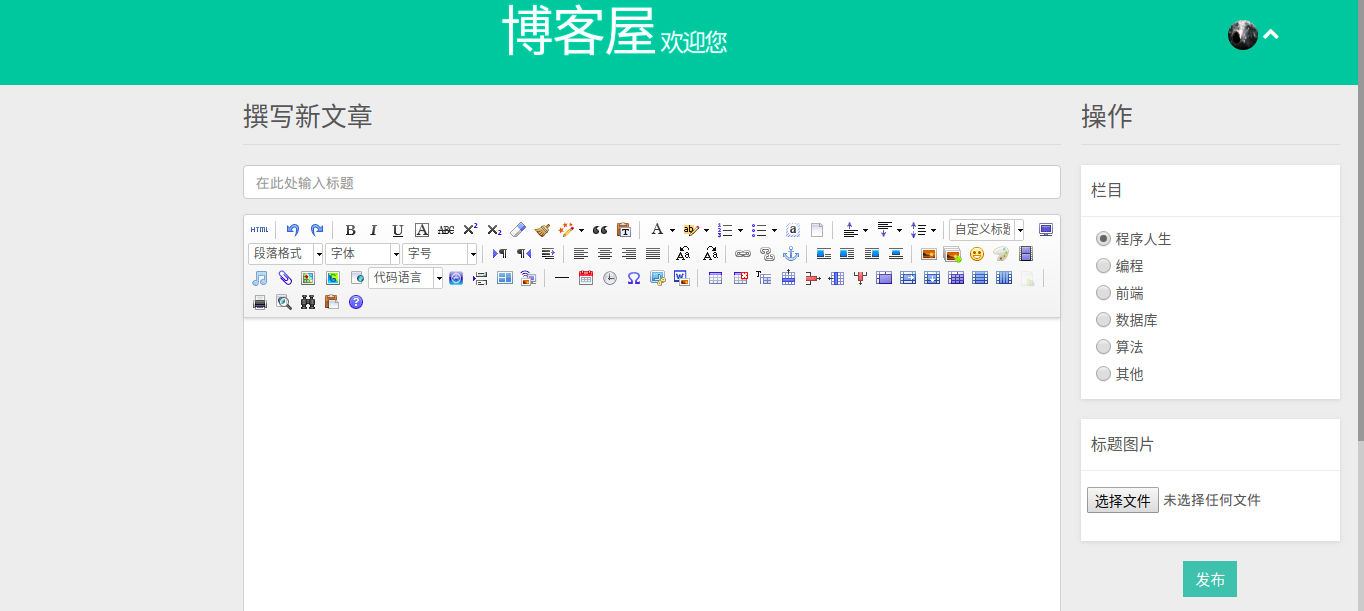 博客屋 欢迎您
撰写新文章
在此处输入标题
HTML B I U A ABC X² X₂ T A ab a 自定义标题
段落格式 字体 字号
代码语言
操作
栏目
程序人生
编程
前端
数据库
算法
其他
标题图片
选择文件 未选择任何文件
发布